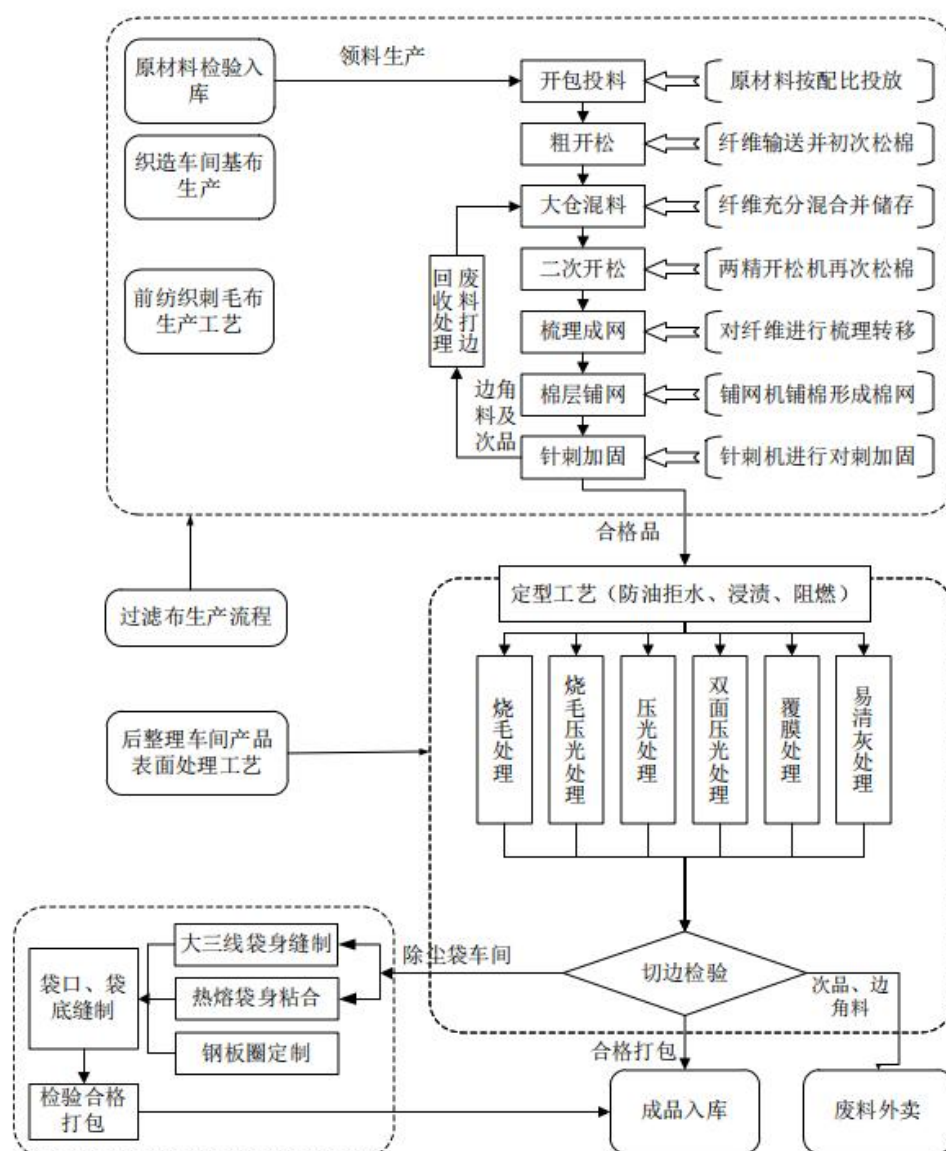 原材料检验入
库
领料生产
开包投料
原材料按配比投放
织造车间基布
生产
粗开松
纤维输送并初次松棉
大仓混料
纤维充分混合并储存
前纺织刺毛布
生产工艺
废料打边
回收处理
二次开松
两精开松机再次松棉
梳理成网
对纤维进行梳理转移
边角
料及
次品
棉层铺网
铺网机铺棉形成棉网
针刺加固
针刺机进行对刺加固
合格品
过滤布生产流程
定型工艺（防油拒水、浸渍、阻燃）
烧毛处理
烧毛压光处理
压光处理
双面压光处理
覆膜处理
易清灰处理
后整理车间产品
表面处理工艺
大三线袋身缝制
除尘袋车间
切边检验
次品、边
角料
袋口、袋
底缝制
热熔袋身粘合
钢板圈定制
合格打包
检验合格
打包
成品入库
废料外卖